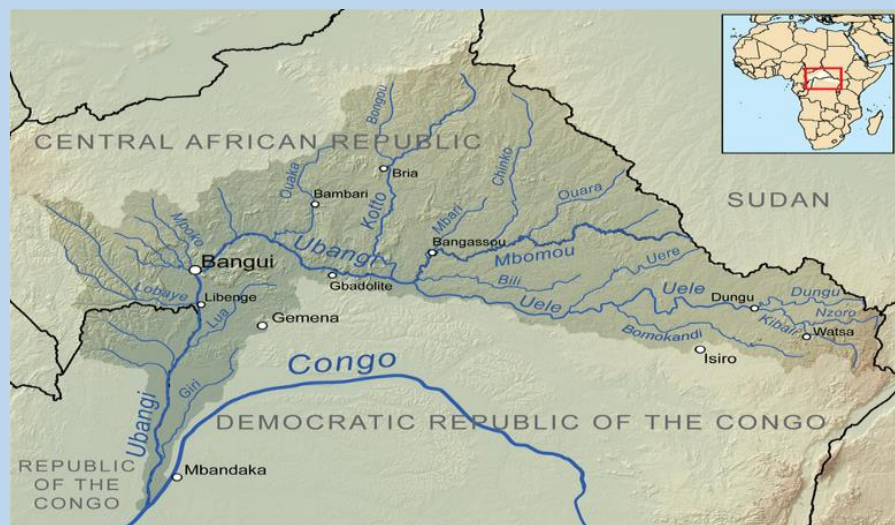 CENTRAL AFRICAN REPUBLIC
Bongou
Chinko
Ouaka
Bria
Bambari
Kotto
Mbari
Ouara
SUDAN
Mpoko
Ubangi
Bangassou
Mbomou
Uere
Bangui
Gbadolite
Bili
Lobaye
Libenge
Uele
Uele
Dungu
Dungu
Nzoro
Lua
Gemena
Kibali
Watsa
Bomokandi
Isiro
Congo
Giri
Ubangi
DEMOCRATIC REPUBLIC OF THE CONGO
REPUBLIC
OF THE
CONGO
Mbandaka